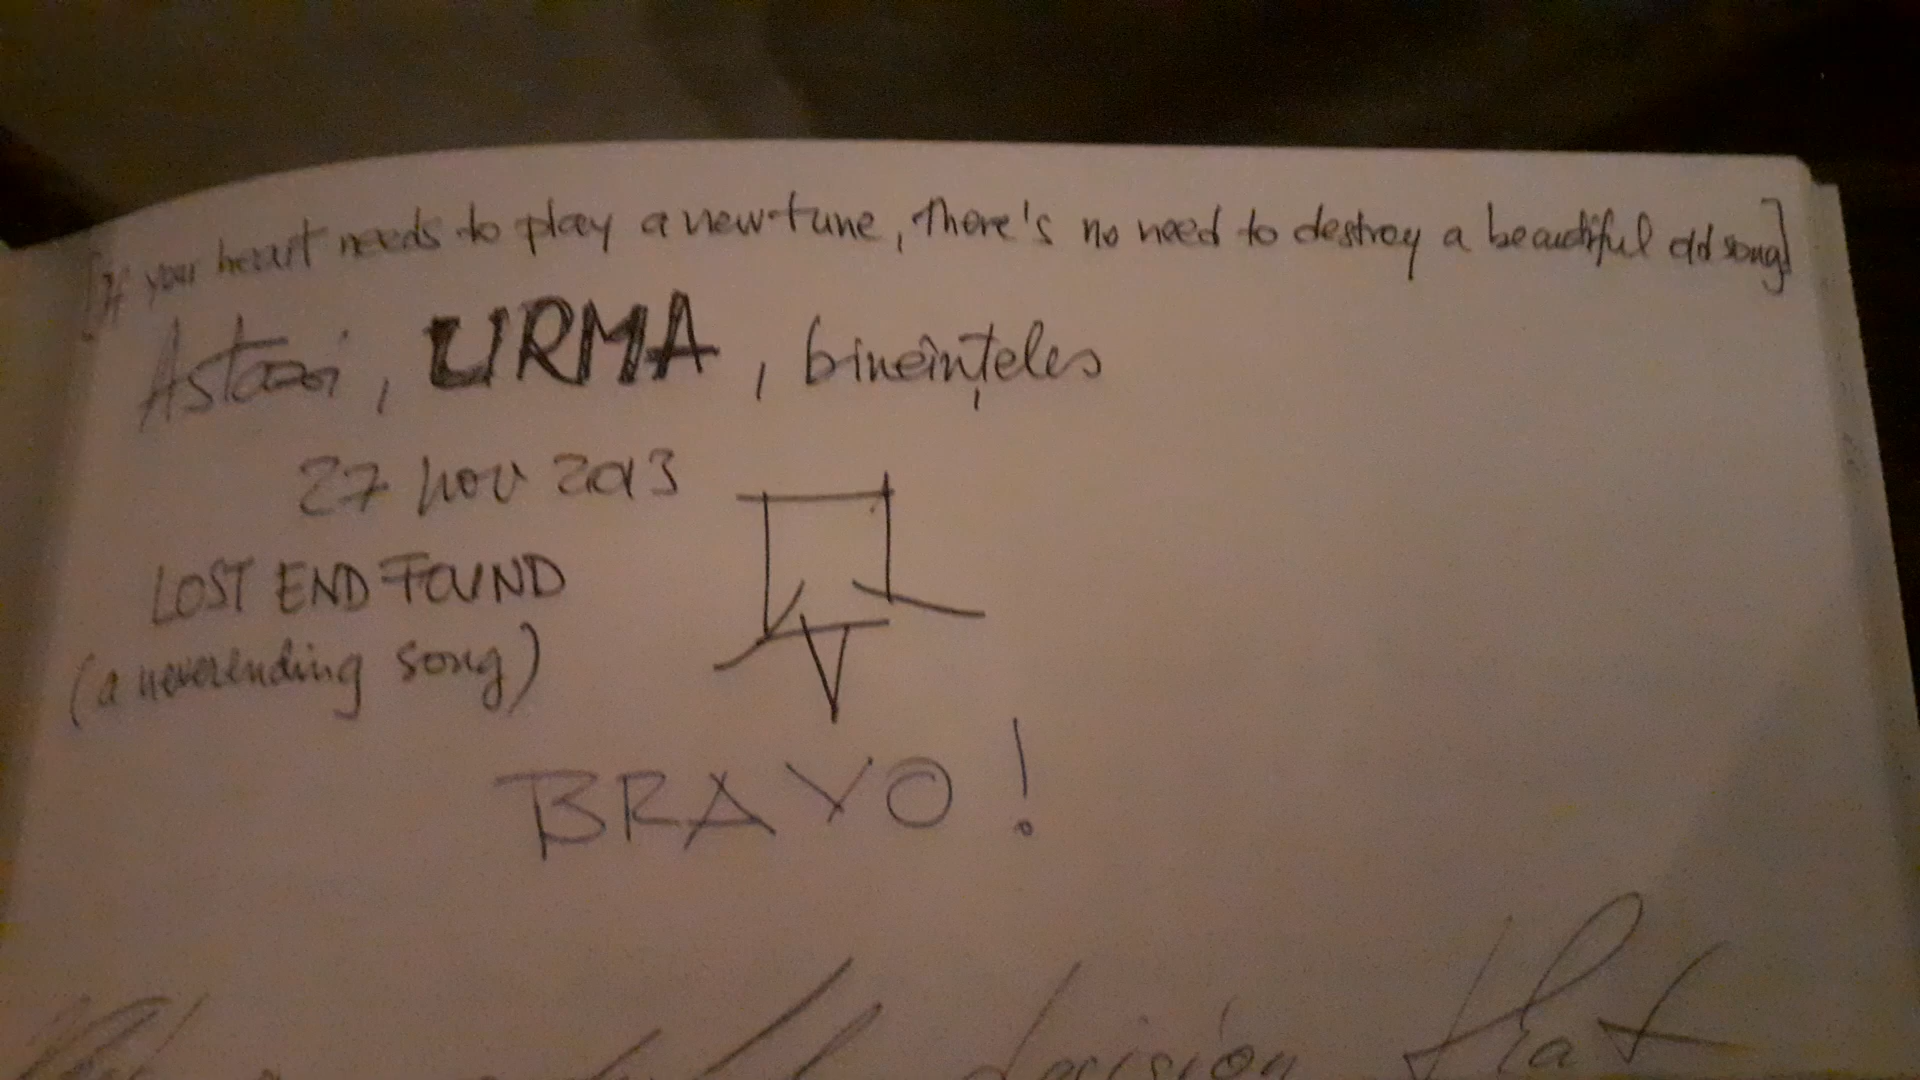 [If your heart needs to play a new tune, there's no need to destroy a beautiful old song]
Astăzi, URMA, bineînțeles
27 nov 2013
LOST END FOUND
(a neverending song)
BRAVO!
decision that